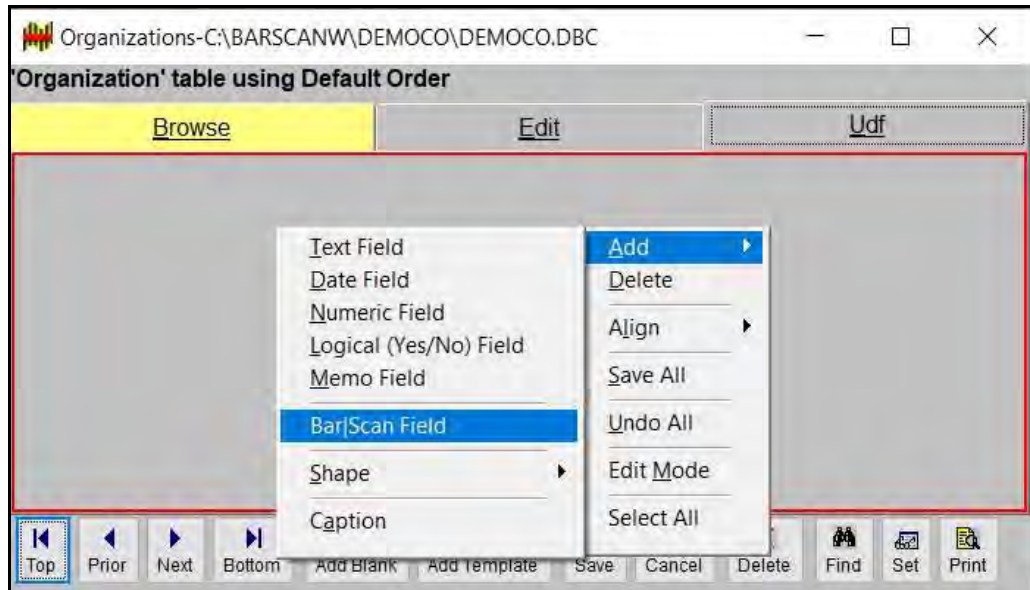 Organizations-C:\BARSCANW\DEMOCO\DEMOCO.DBC
'Organization' table using Default Order
Browse Edit Udf
Text Field
Date Field
Numeric Field
Logical (Yes/No) Field
Memo Field
Bar|Scan Field
Shape
Caption
Add
Delete
Align
Save All
Undo All
Edit Mode
Select All
Top Prior Next Bottom Add Blank Add Template Save Cancel Delete Find Set Print